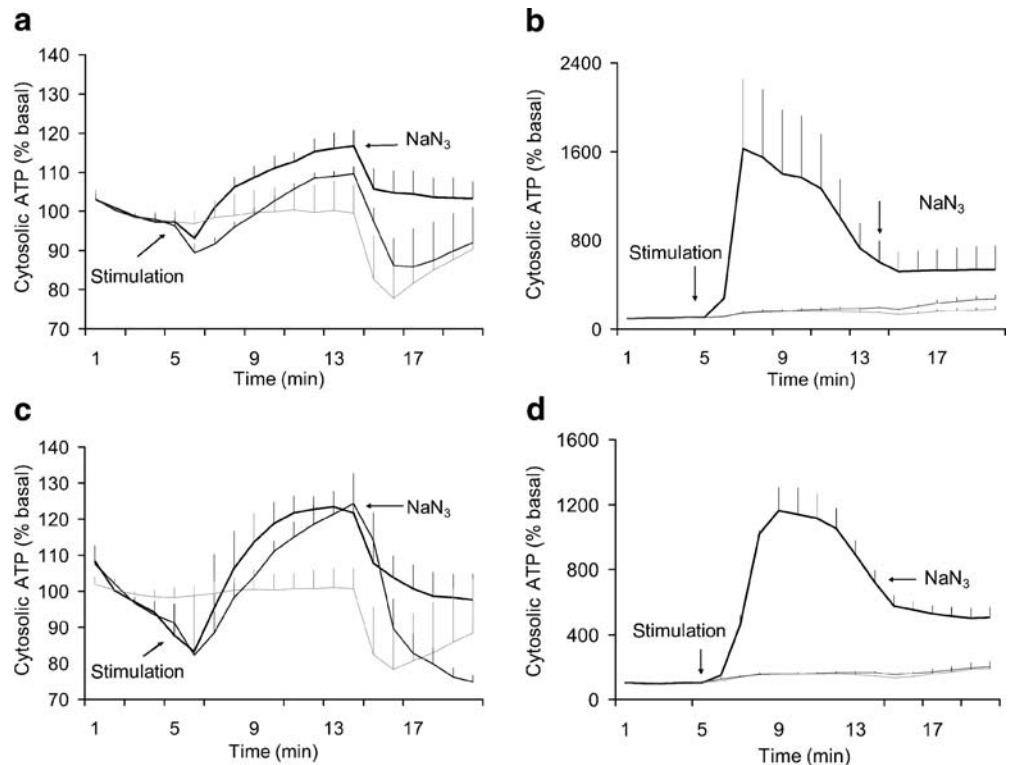 a
Cytosolic ATP (% basal)
140
130
120
110
100
90
80
70
NaN3
Stimulation
1 5 9 13 17
Time (min)
b
Cytosolic ATP (% basal)
2400
1600
800
0
NaN3
Stimulation
1 5 9 13 17
Time (min)
c
Cytosolic ATP (% basal)
140
130
120
110
100
90
80
70
NaN3
Stimulation
1 5 9 13 17
Time (min)
d
Cytosolic ATP (% basal)
1600
1200
800
400
0
NaN3
Stimulation
1 5 9 13 17
Time (min)